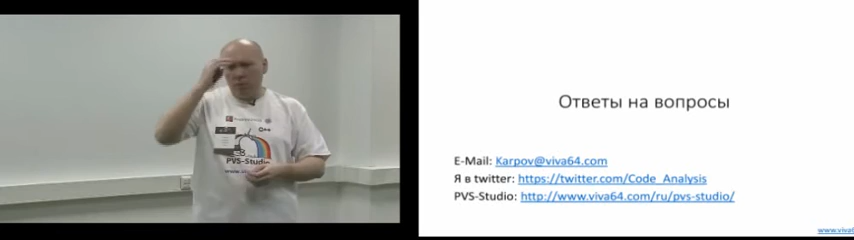 PVS-Studio
Ответы на вопросы
E-Mail: Karpov@viva64.com
Я в twitter: https://twitter.com/Code_Analysis
PVS-Studio: http://www.viva64.com/ru/pvs-studio/